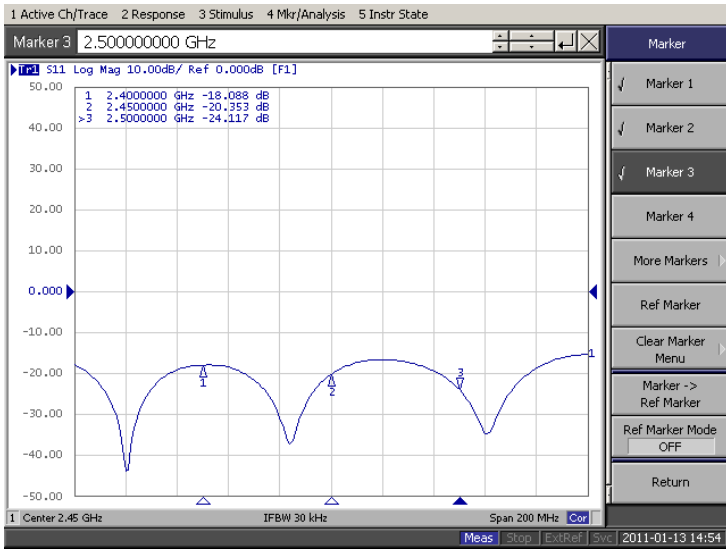 1 Active Ch/Trace 2 Response 3 Stimulus 4 Mkr/Analysis 5 Instr State
Marker 3 2.500000000 GHz
Tr1 S11 Log Mag 10.00dB/ Ref 0.000dB [F1]
50.00
1 2.4000000 GHz -18.088 dB
2 2.4500000 GHz -20.353 dB
>3 2.5000000 GHz -24.117 dB
40.00
30.00
20.00
10.00
0.000
-10.00
-20.00
-30.00
-40.00
-50.00
1
2
3
1
1 Center 2.45 GHz IFBW 30 kHz Span 200 MHz Cor
Marker
Marker 1
Marker 2
Marker 3
Marker 4
More Markers
Ref Marker
Clear Marker
Menu
Marker ->
Ref Marker
Ref Marker Mode
OFF
Return
Meas Stop ExtRef Svc 2011-01-13 14:54